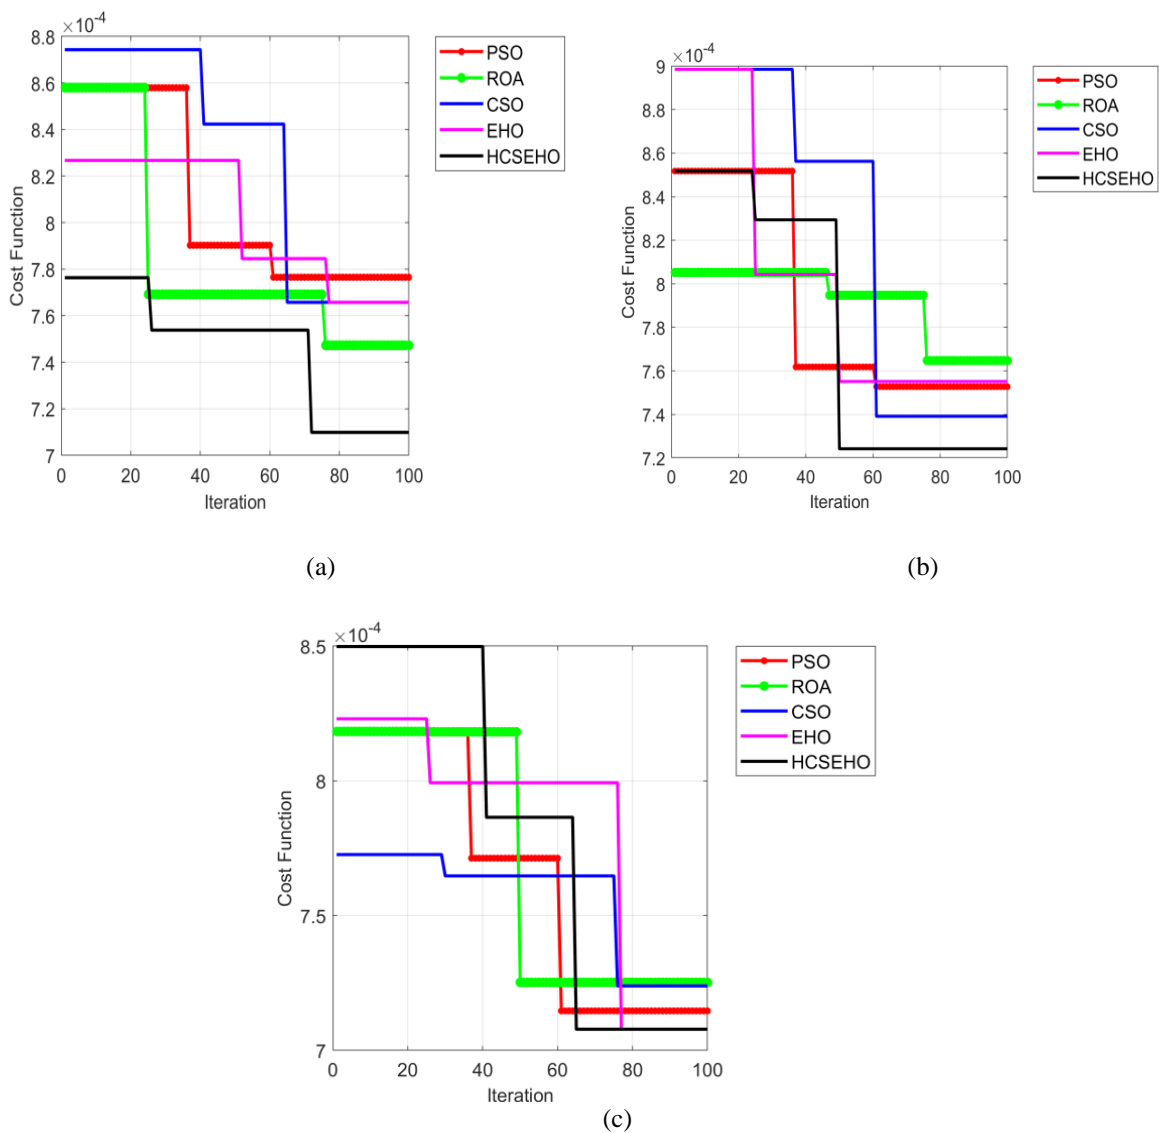 ×10-4
8.8
8.6
8.4
8.2
8
7.8
7.6
7.4
7.2
7
0 20 40 60 80 100
Cost Function
Iteration
PSO
ROA
CSO
EHO
HCSEHO
(a)
×10-4
9
8.8
8.6
8.4
8.2
8
7.8
7.6
7.4
7.2
0 20 40 60 80 100
Cost Function
Iteration
PSO
ROA
CSO
EHO
HCSEHO
(b)
×10-4
8.5
8
7.5
7
0 20 40 60 80 100
Cost Function
Iteration
PSO
ROA
CSO
EHO
HCSEHO
(c)